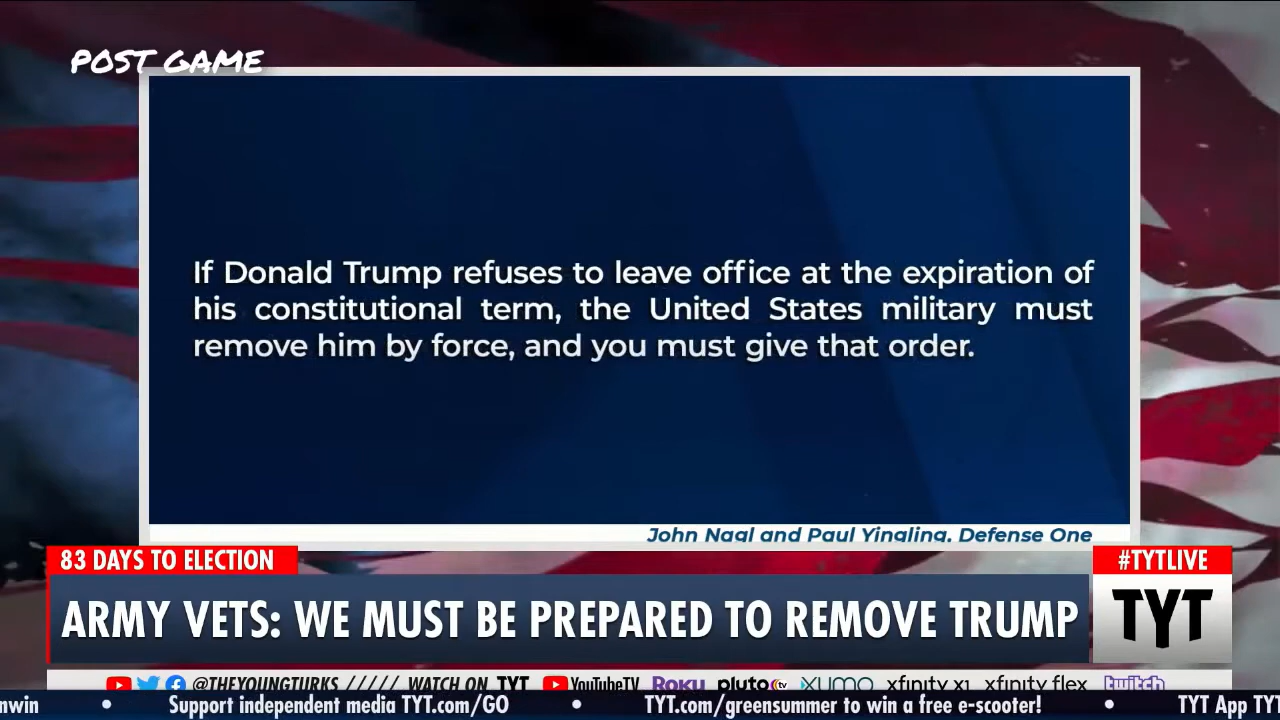 POST GAME
If Donald Trump refuses to leave office at the expiration of
his constitutional term, the United States military must
remove him by force, and you must give that order.
John Nagl and Paul Yingling, Defense One
83 DAYS TO ELECTION
#TYTLIVE
ARMY VETS: WE MUST BE PREPARED TO REMOVE TRUMP
TYT
@THEYOUNGTURKS ///// WATCH ON TYT YouTubeTV ROKU pluto tv XUMO xfinity x1 xfinity flex twitch
nwin • Support independent media TYT.com/GO • TYT.com/greensummer to win a free e-scooter! • TYT App TYT